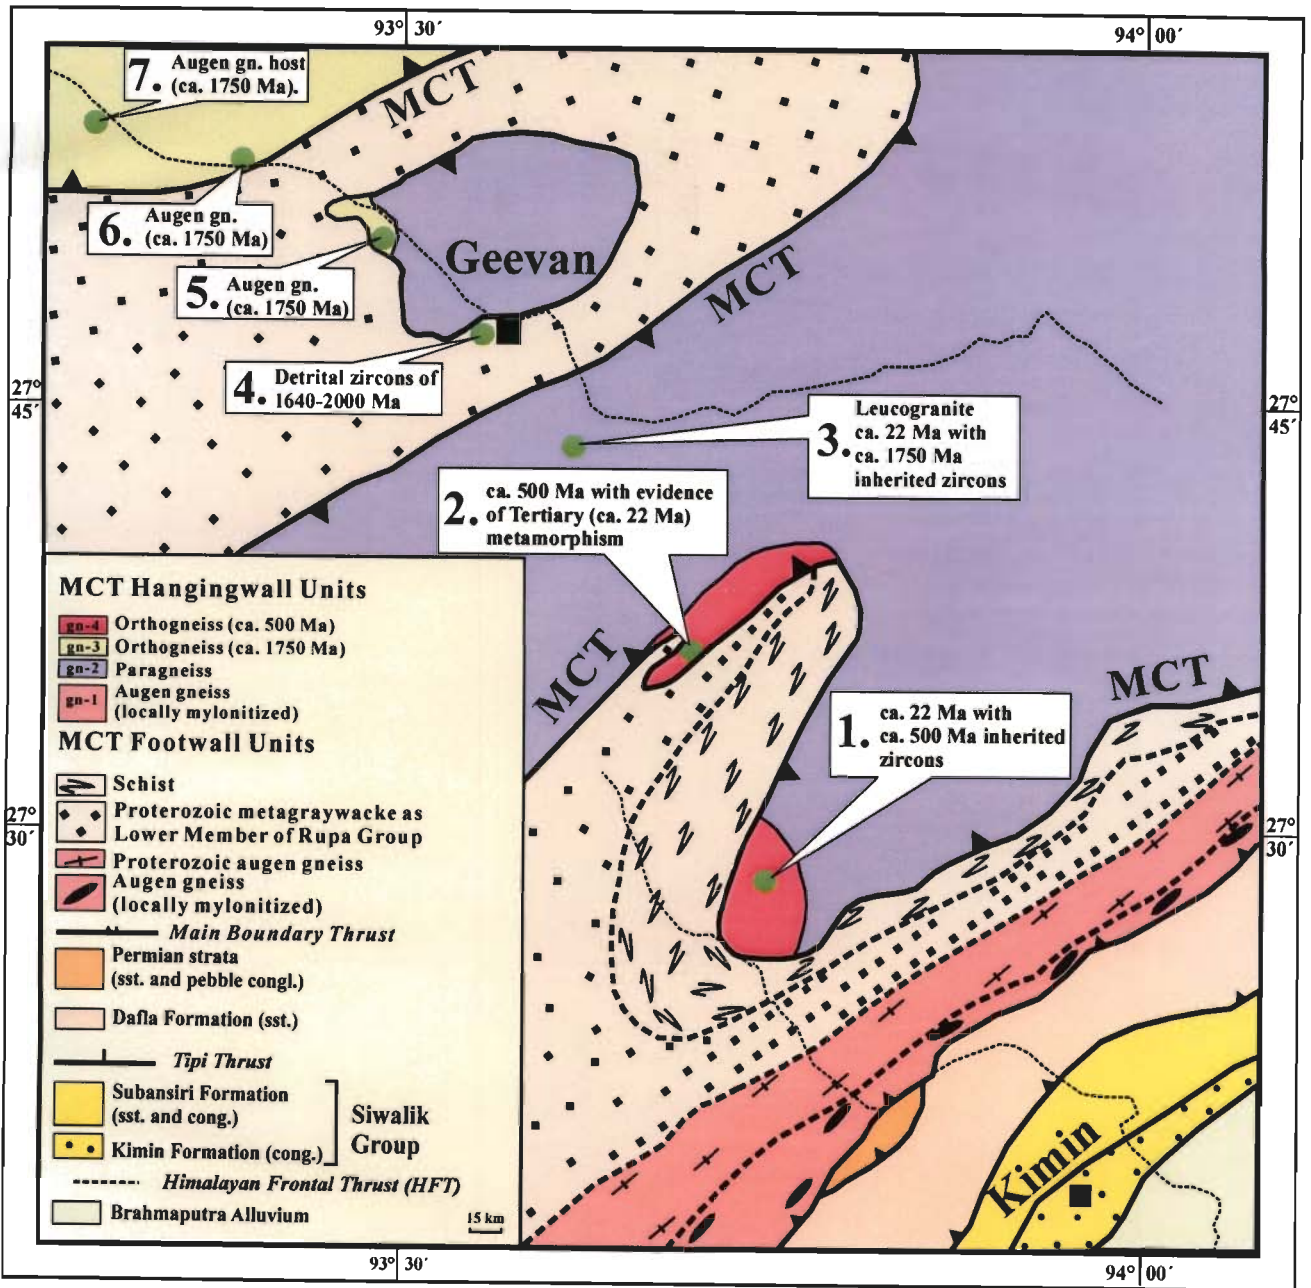 93° 30´
94° 00´
7. Augen gn. host
(ca. 1750 Ma).
MCT
6. Augen gn.
(ca. 1750 Ma)
5. Augen gn.
(ca. 1750 Ma)
Geevan
MCT
4. Detrital zircons of
1640-2000 Ma
27°
45´
27°
45´
3. Leucogranite
ca. 22 Ma with
ca. 1750 Ma
inherited zircons
2. ca. 500 Ma with evidence
of Tertiary (ca. 22 Ma)
metamorphism
MCT
MCT
1. ca. 22 Ma with
ca. 500 Ma inherited
zircons
27°
30´
27°
30´
Kimin
MCT Hangingwall Units
gn-4 Orthogneiss (ca. 500 Ma)
gn-3 Orthogneiss (ca. 1750 Ma)
gn-2 Paragneiss
gn-1 Augen gneiss
(locally mylonitized)
MCT Footwall Units
Schist
Proterozoic metagraywacke as
Lower Member of Rupa Group
Proterozoic augen gneiss
Augen gneiss
(locally mylonitized)
Main Boundary Thrust
Permian strata
(sst. and pebble congl.)
Dafla Formation (sst.)
Tipi Thrust
Subansiri Formation
(sst. and cong.)
Kimin Formation (cong.)
Siwalik
Group
Himalayan Frontal Thrust (HFT)
Brahmaputra Alluvium
15 km
93° 30´
94° 00´